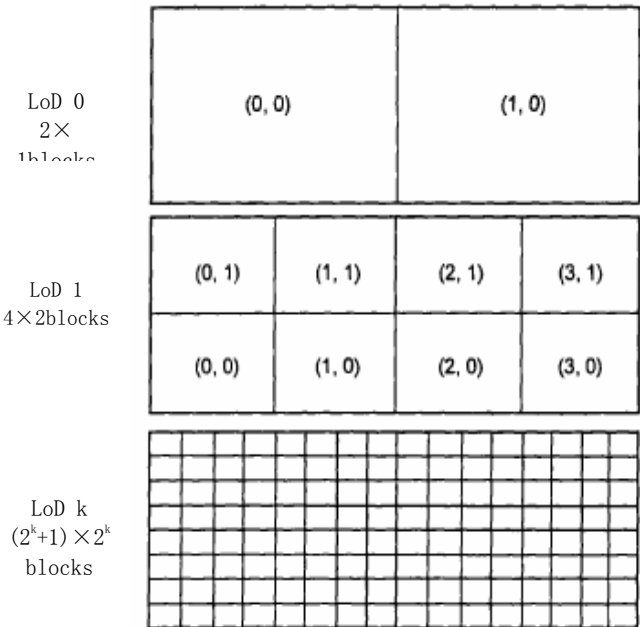 LoD 0
2×
1blocks
(0, 0) (1, 0)
LoD 1
4×2blocks
(0, 1) (1, 1) (2, 1) (3, 1)
(0, 0) (1, 0) (2, 0) (3, 0)
LoD k
(2ᵏ+1)×2ᵏ
blocks